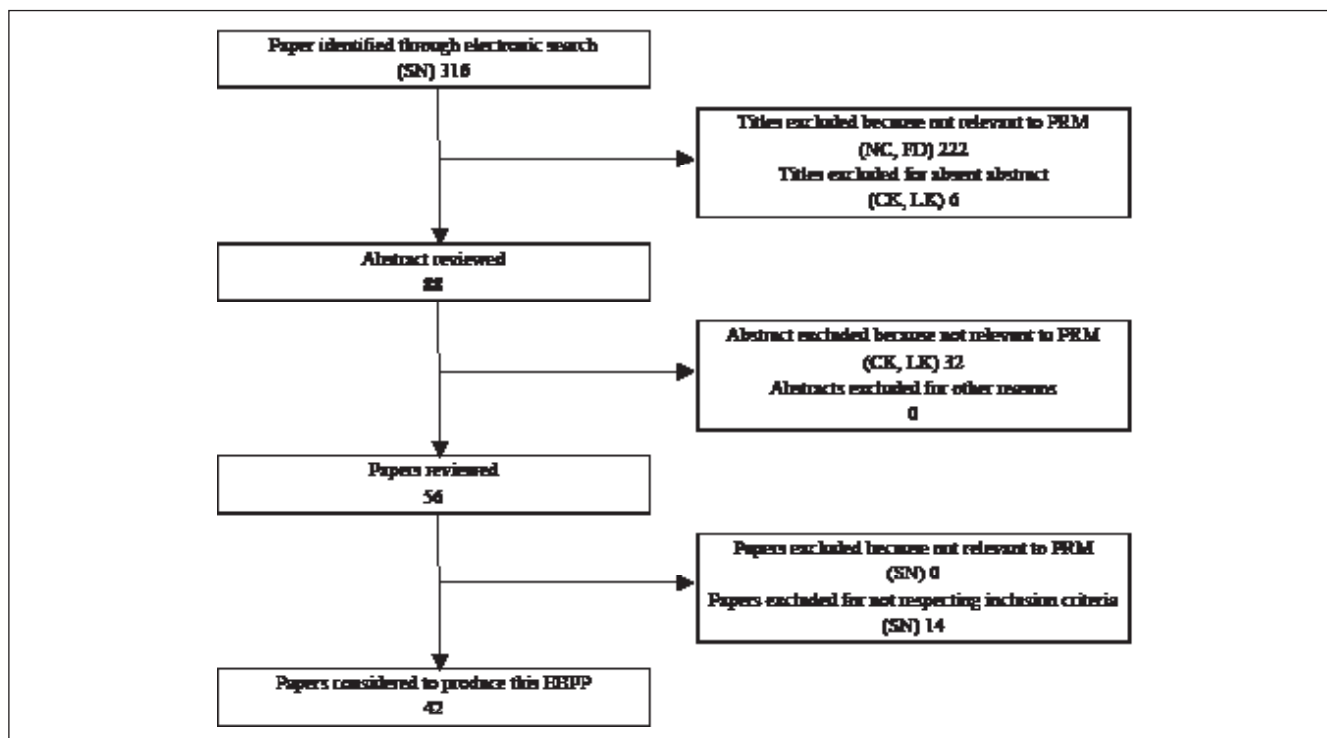 Paper identified through electronic search
(SN) 316
Titles excluded because not relevant to PRM
(NC, FD) 222
Titles excluded for absent abstract
(CK, LK) 6
Abstract reviewed
88
Abstract excluded because not relevant to PRM
(CK, LK) 32
Abstracts excluded for other reasons
0
Papers reviewed
56
Papers excluded because not relevant to PRM
(SN) 0
Papers excluded for not respecting inclusion criteria
(SN) 14
Papers considered to produce this EBPP
42